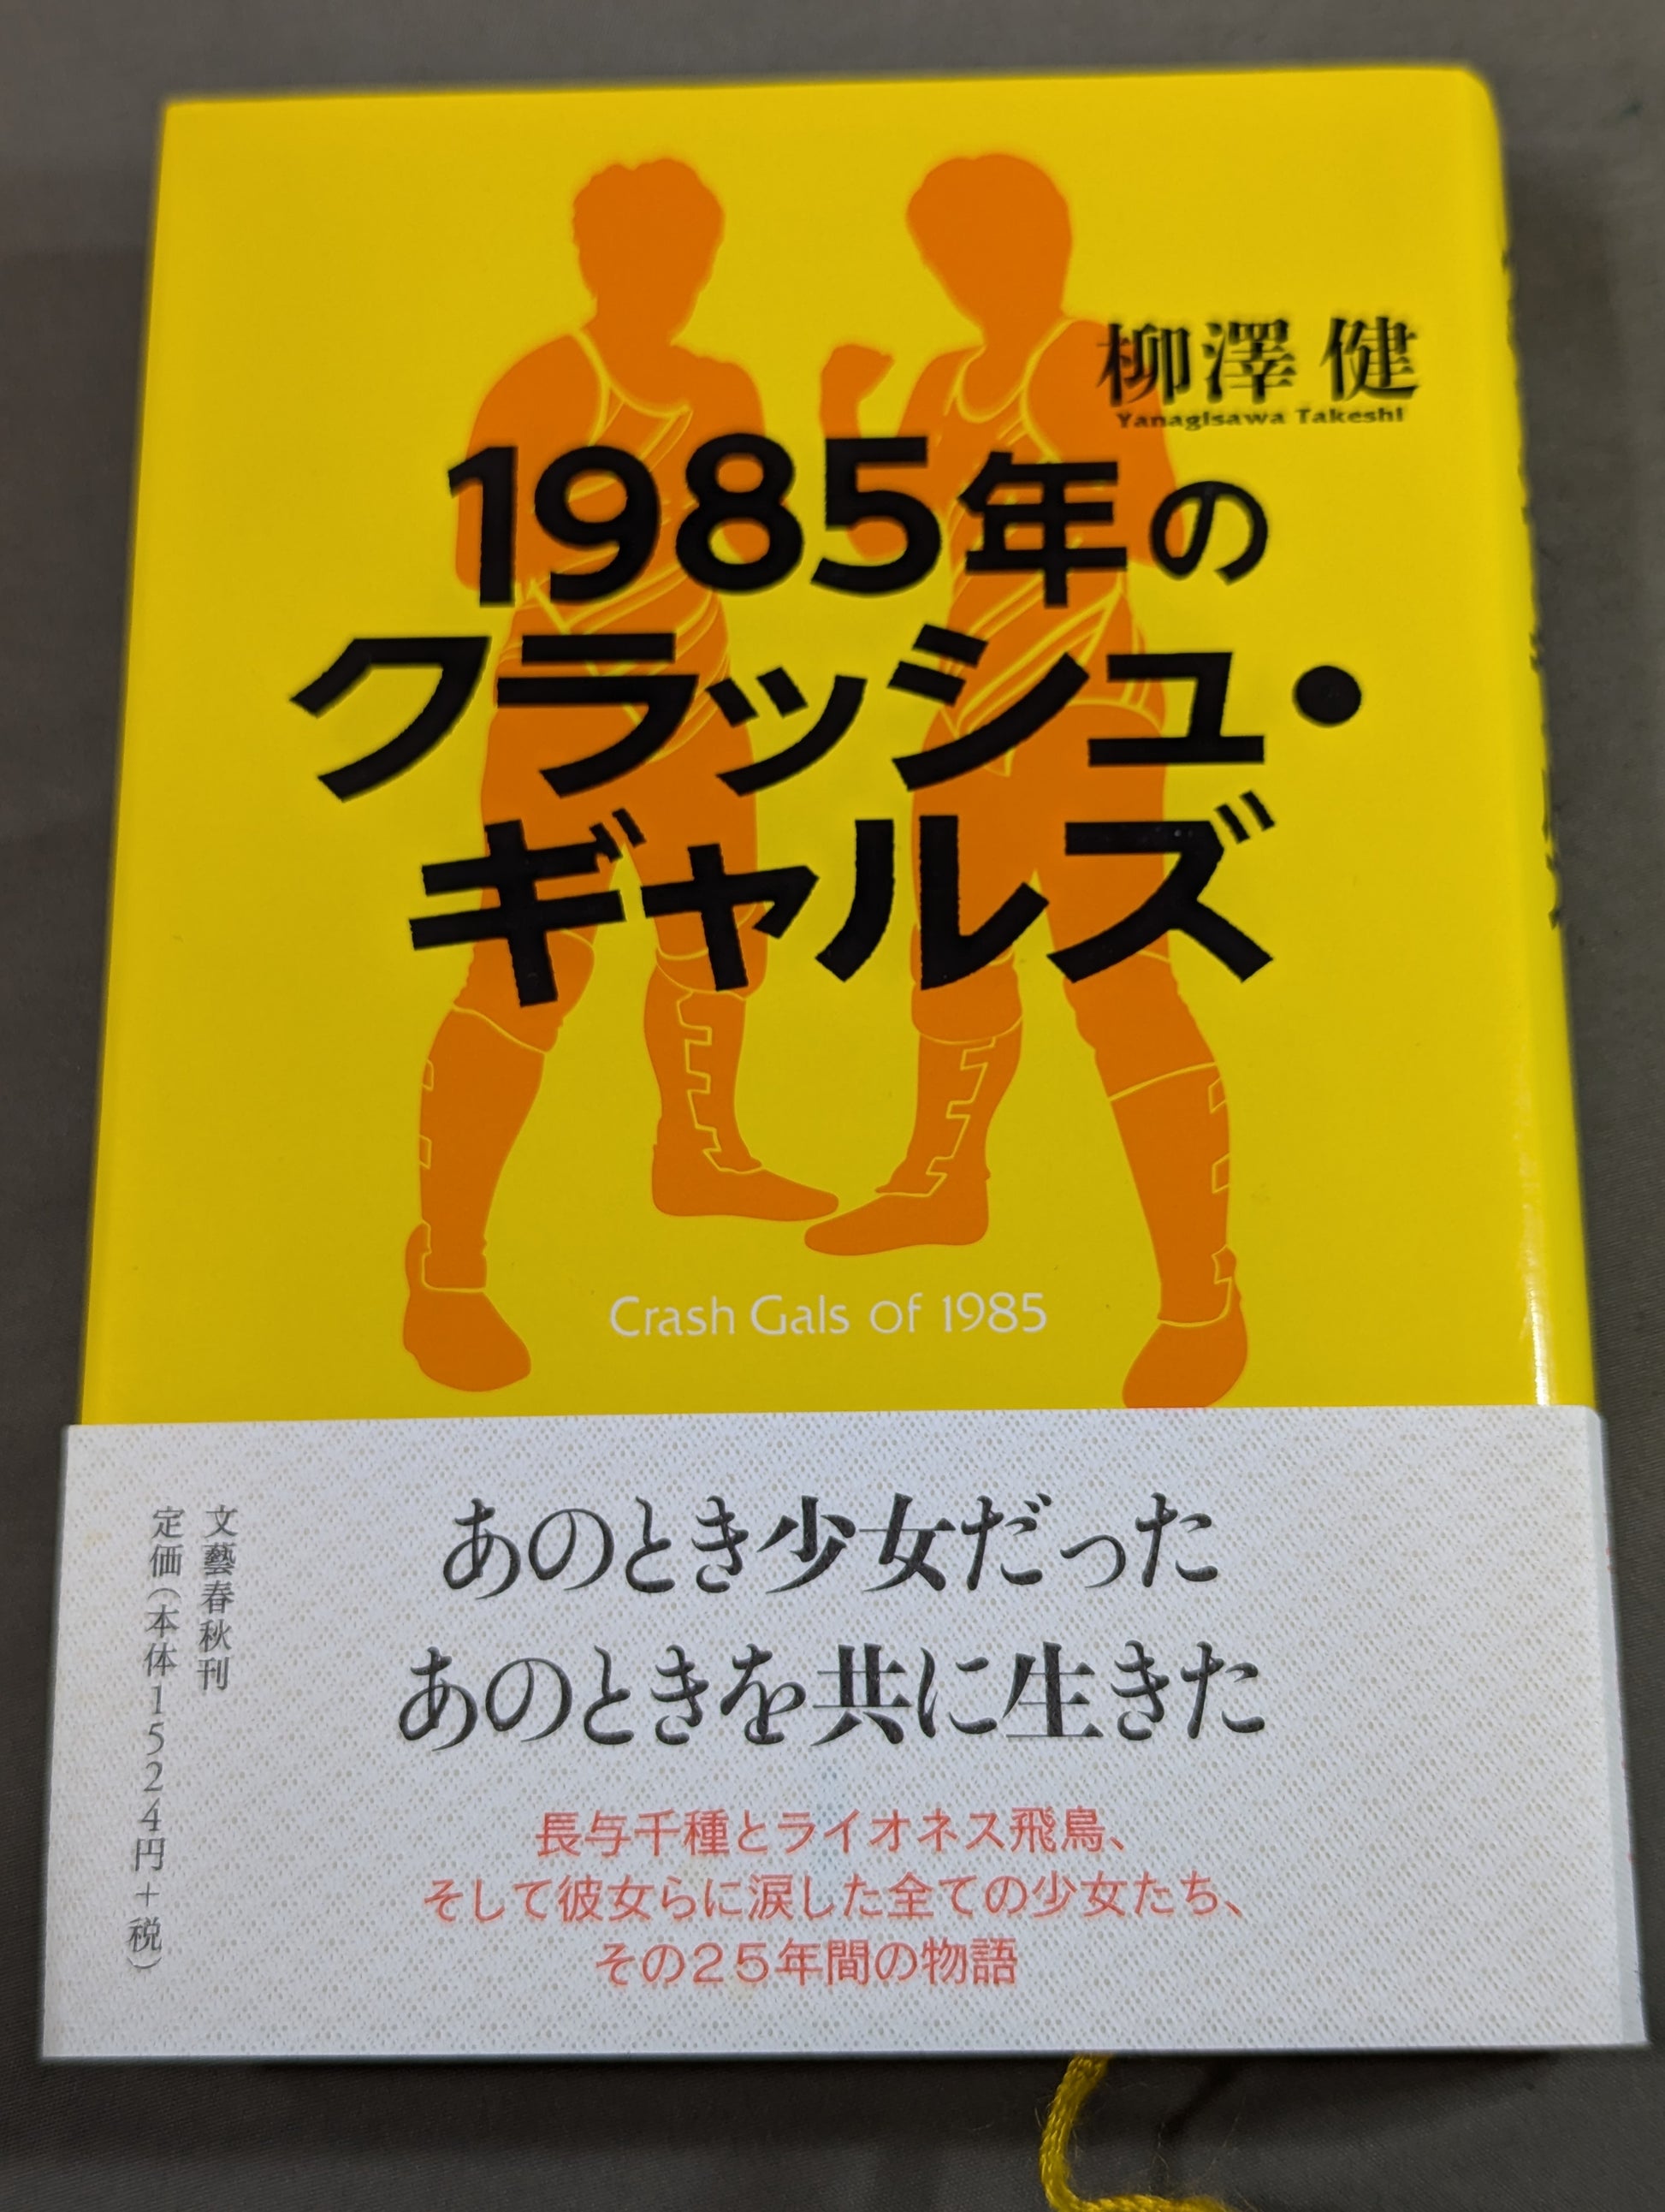 柳澤 健
Yanagisawa Takeshi
1985年の
クラッシュ・
ギャルズ
Crash Gals of 1985
あのとき少女だった
あのときを共に生きた
長与千種とライオネス飛鳥、
そして彼女らに涙した全ての少女たち、
その25年間の物語
文藝春秋刊
定価（本体1524円+税）